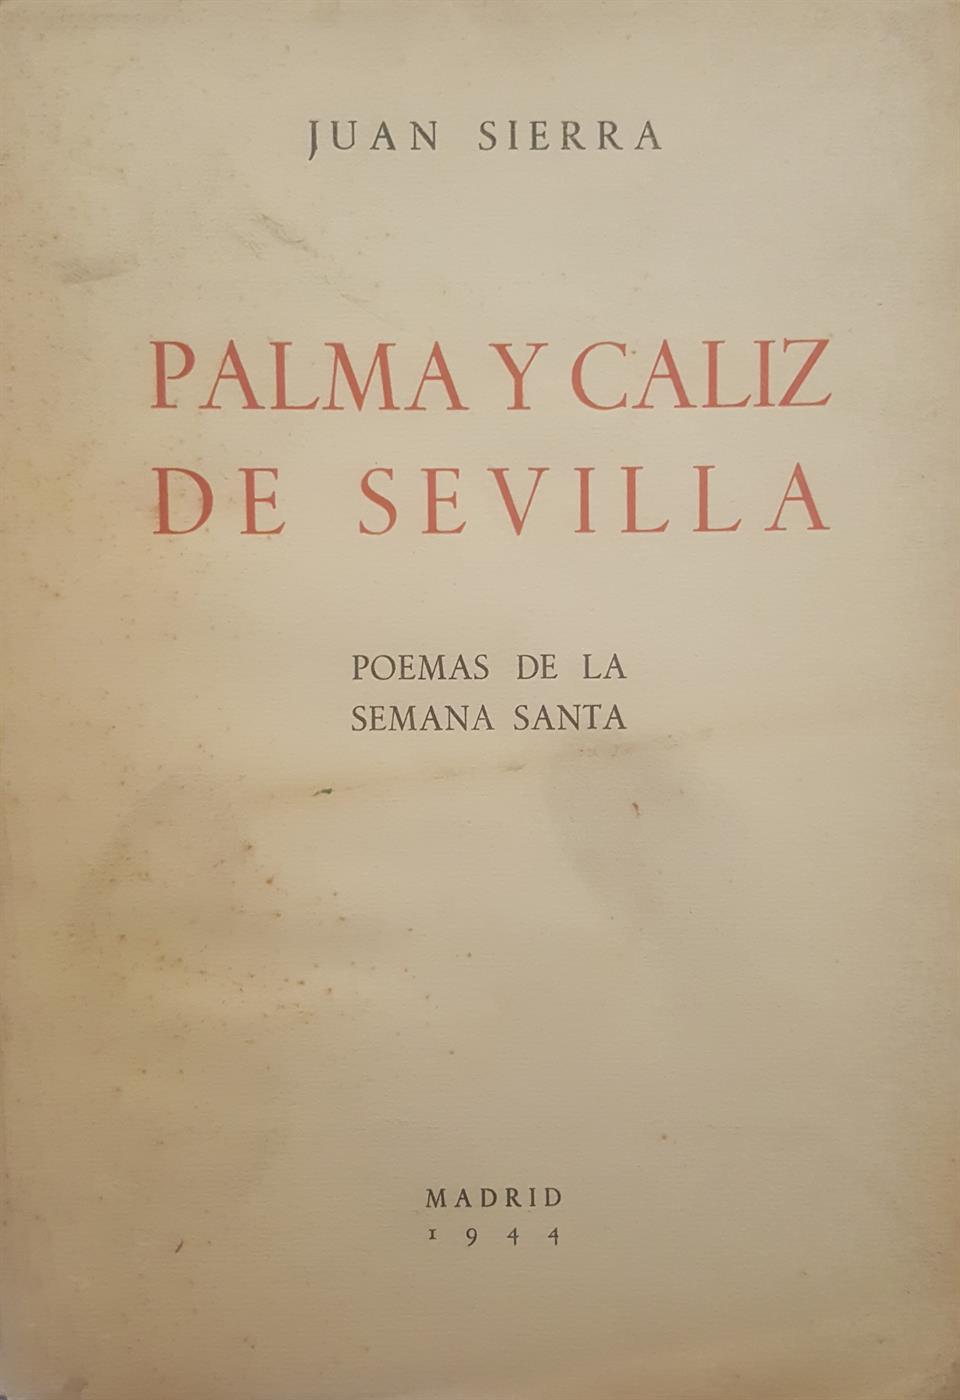 JUAN SIERRA
PALMA Y CALIZ
DE SEVILLA
POEMAS DE LA
SEMANA SANTA
MADRID
1944